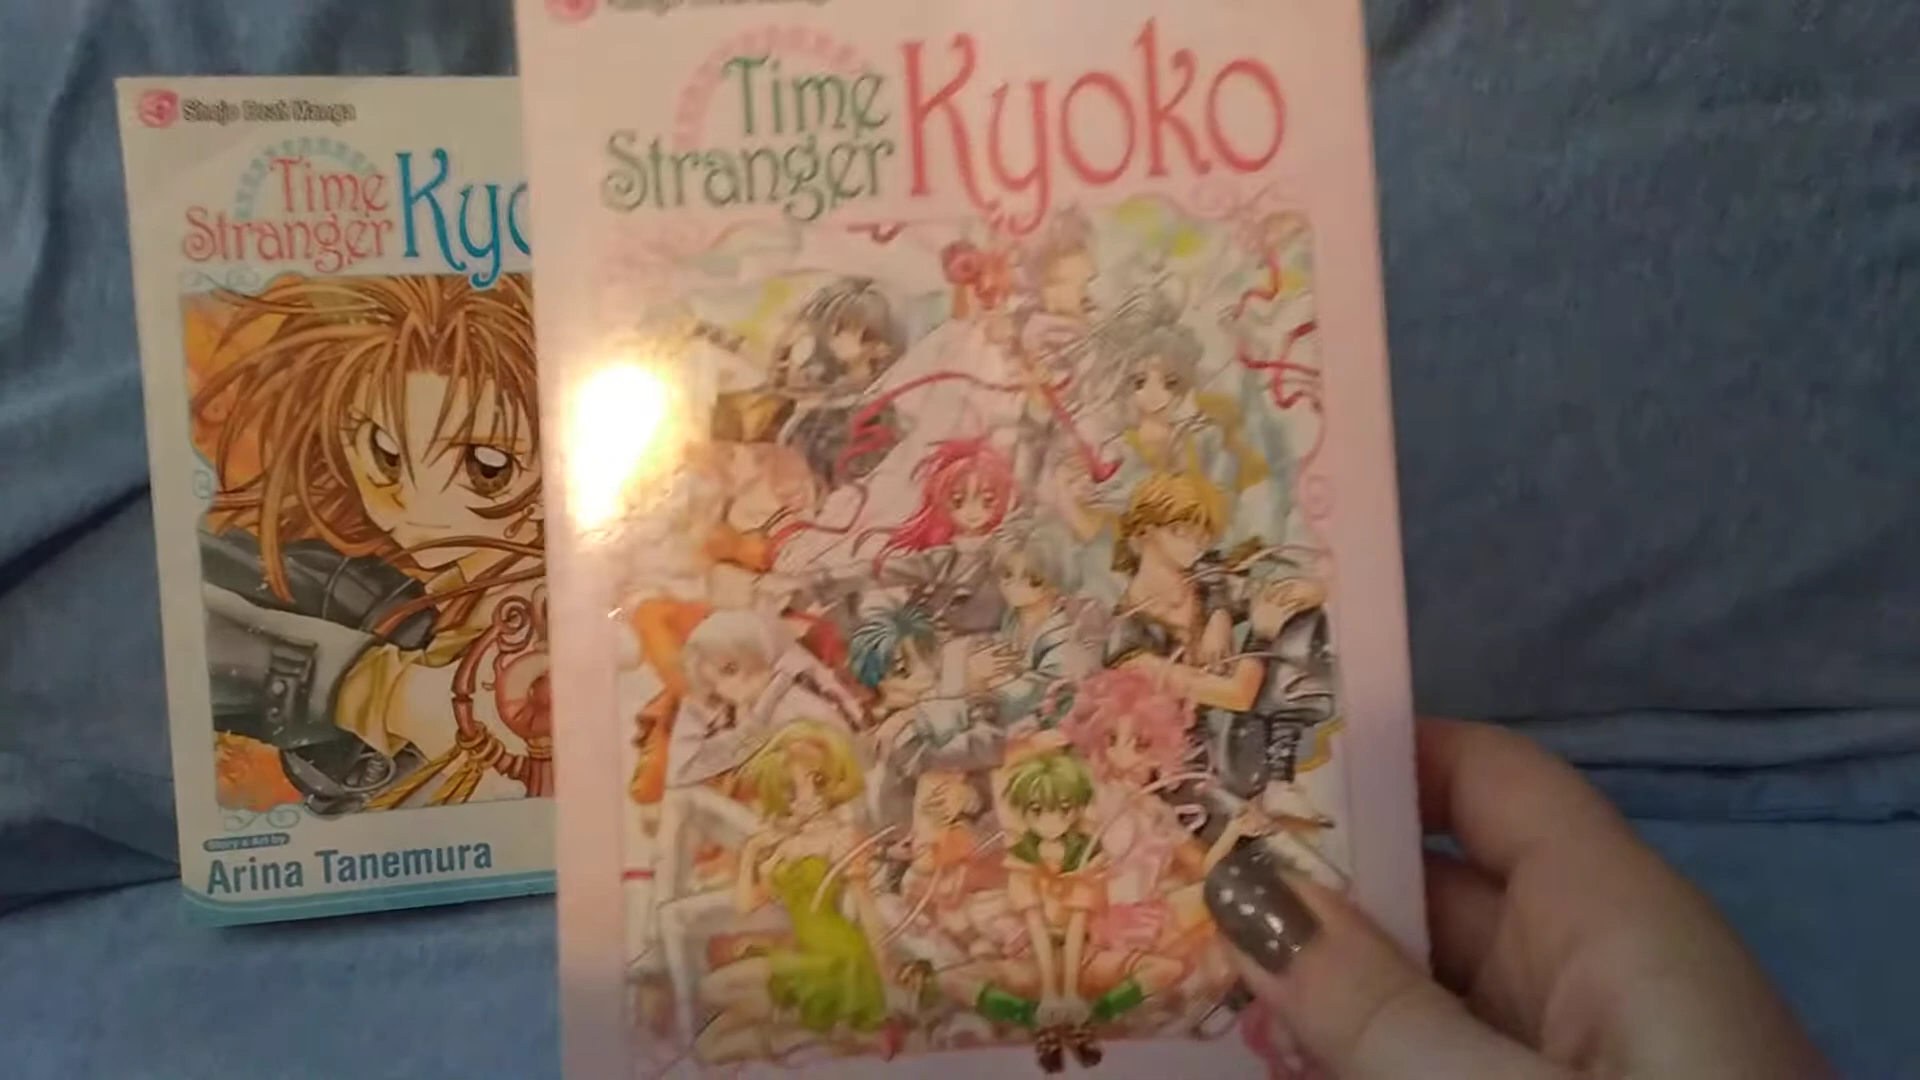 Shojo Beat Manga
Time
Stranger Kyo
Story & Art by
Arina Tanemura
Time
Stranger Kyoko